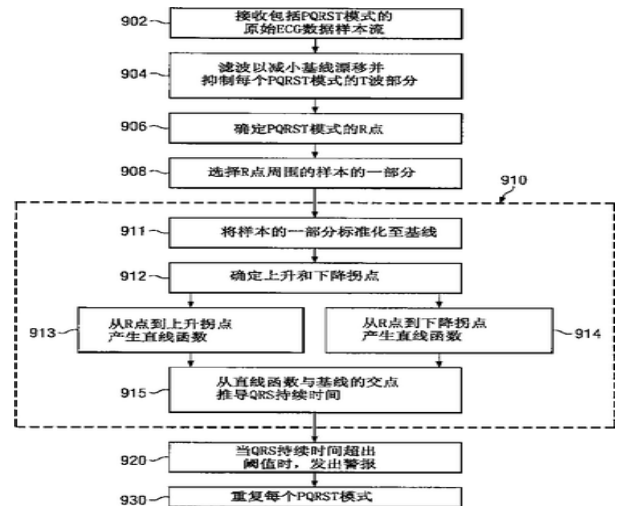 902
接收包括PQRST模式的
原始ECG数据样本流
904
滤波以减小基线漂移并
抑制每个PQRST模式的T波部分
906
确定PQRST模式的R点
908
选择R点周围的样本的一部分
910
911
将样本的一部分标准化至基线
912
确定上升和下降拐点
913
从R点到上升拐点
产生直线函数
从R点到下降拐点
产生直线函数
914
915
从直线函数与基线的交点
推导QRS持续时间
920
当QRS持续时间超出
阈值时，发出警报
930
重复每个PQRST模式